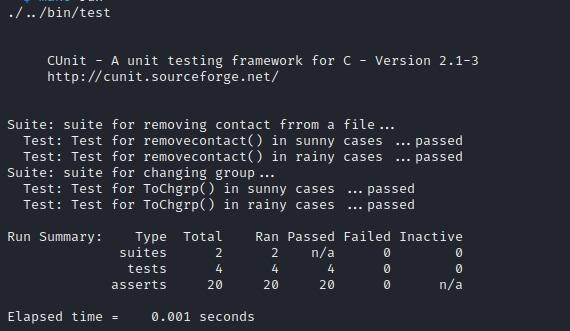 ./../bin/test
CUnit - A unit testing framework for C - Version 2.1-3
http://cunit.sourceforge.net/
Suite: suite for removing contact frrom a file...
Test: Test for removecontact() in sunny cases ...passed
Test: Test for removecontact() in rainy cases ...passed
Suite: suite for changing group...
Test: Test for ToChgrp() in sunny cases ...passed
Test: Test for ToChgrp() in rainy cases ...passed
Run Summary: Type Total Ran Passed Failed Inactive
suites 2 2 n/a 0 0
tests 4 4 4 0 0
asserts 20 20 20 0 n/a
Elapsed time = 0.001 seconds